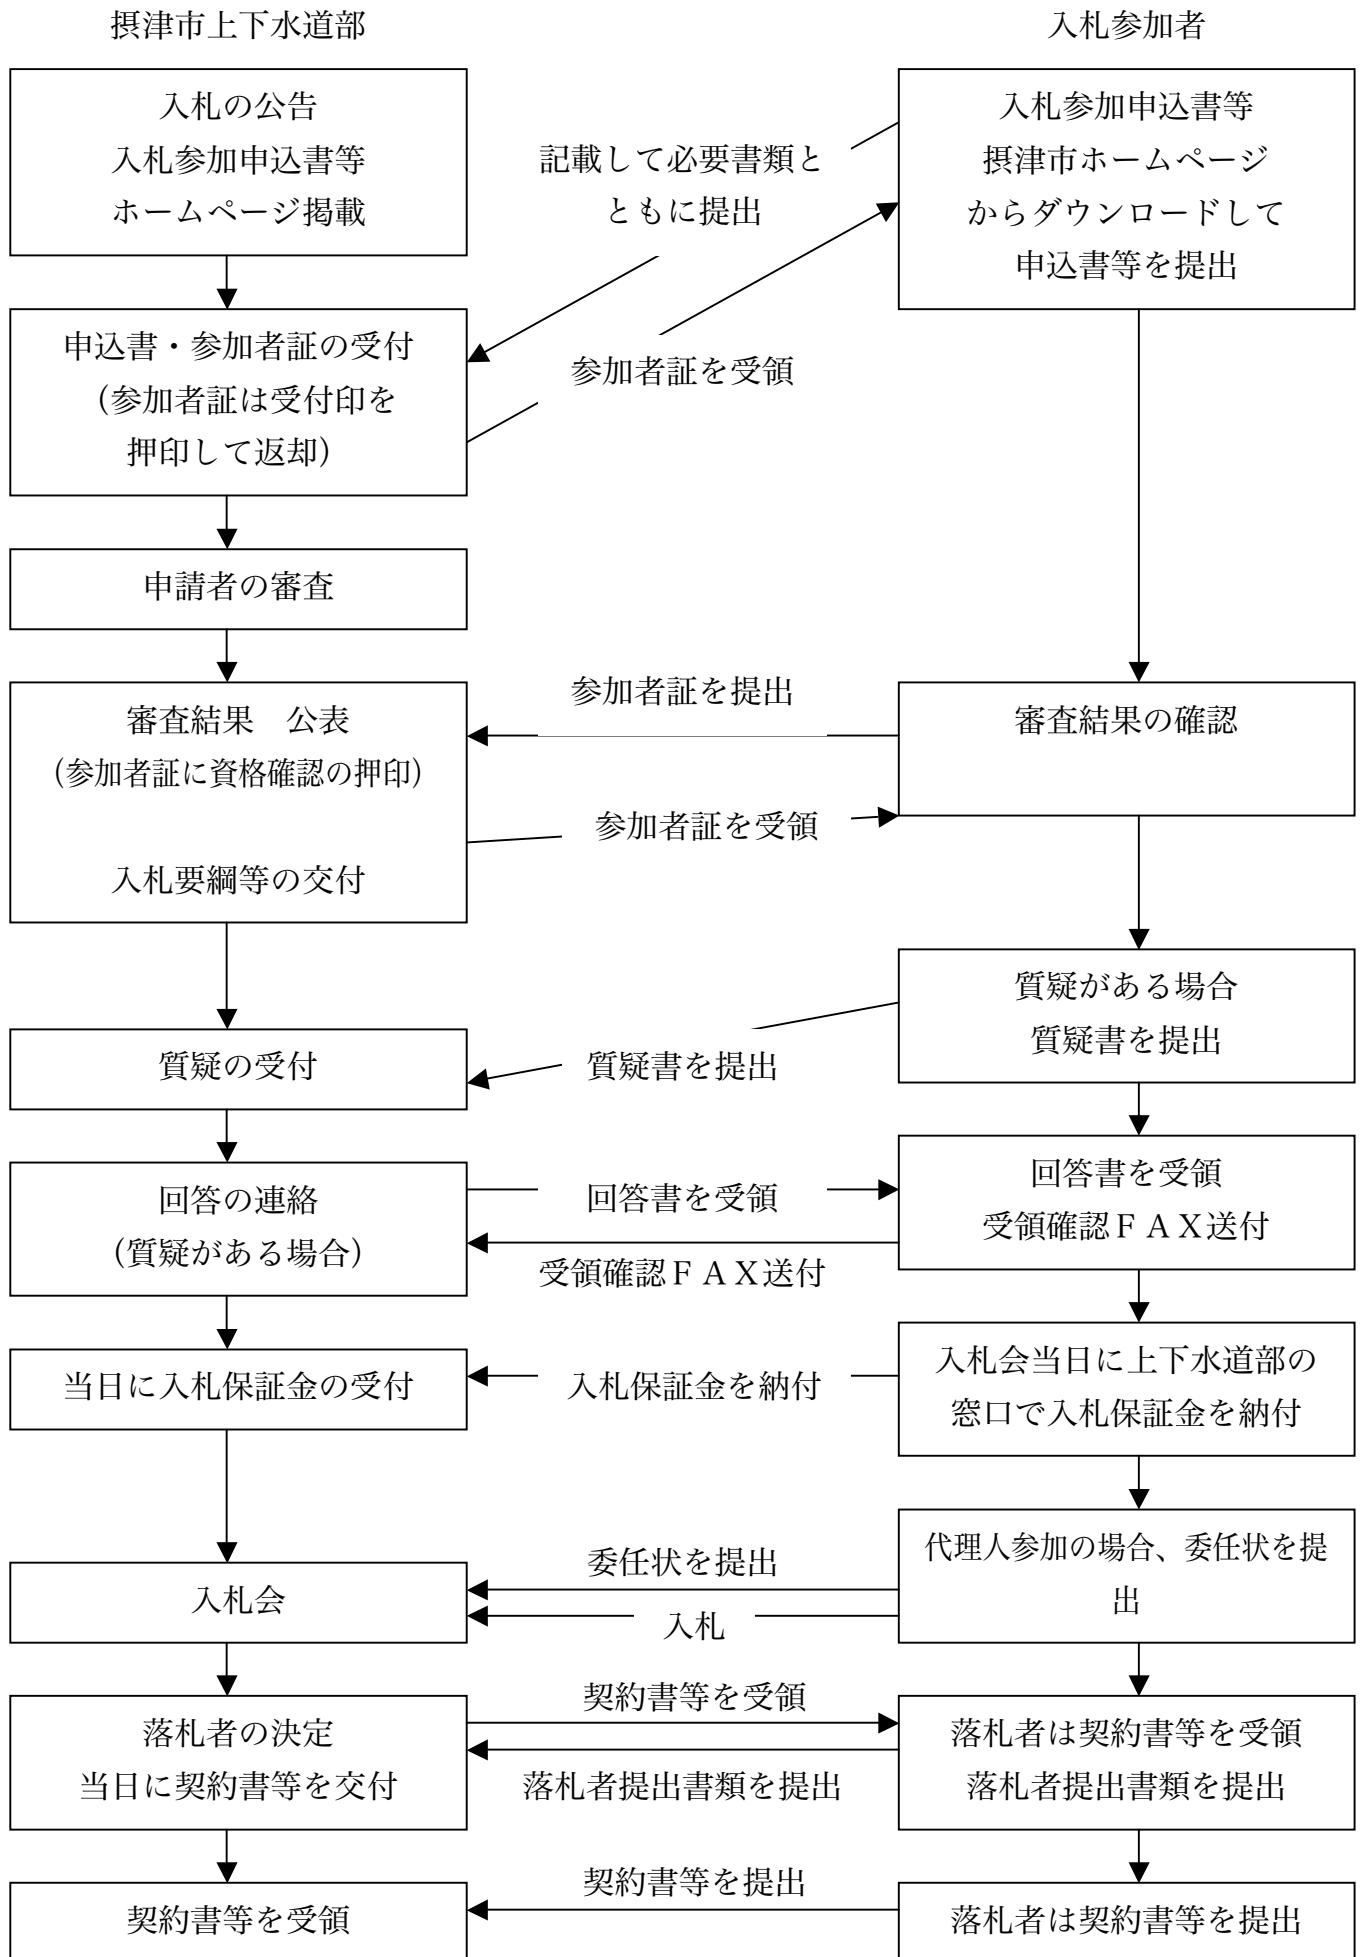 摂津市上下水道部
入札参加者
入札の公告
入札参加申込書等
ホームページ掲載
記載して必要書類と
ともに提出
入札参加申込書等
摂津市ホームページ
からダウンロードして
申込書等を提出
申込書・参加者証の受付
（参加者証は受付印を
押印して返却）
参加者証を受領
申請者の審査
審査結果　公表
（参加者証に資格確認の押印）
入札要綱等の交付
参加者証を提出
参加者証を受領
審査結果の確認
質疑がある場合
質疑書を提出
質疑の受付
質疑書を提出
回答の連絡
（質疑がある場合）
回答書を受領
受領確認ＦＡＸ送付
回答書を受領
受領確認ＦＡＸ送付
当日に入札保証金の受付
入札保証金を納付
入札会当日に上下水道部の
窓口で入札保証金を納付
入札会
委任状を提出
入札
代理人参加の場合、委任状を提
出
落札者の決定
当日に契約書等を交付
契約書等を受領
落札者提出書類を提出
落札者は契約書等を受領
落札者提出書類を提出
契約書等を受領
契約書等を提出
落札者は契約書等を提出